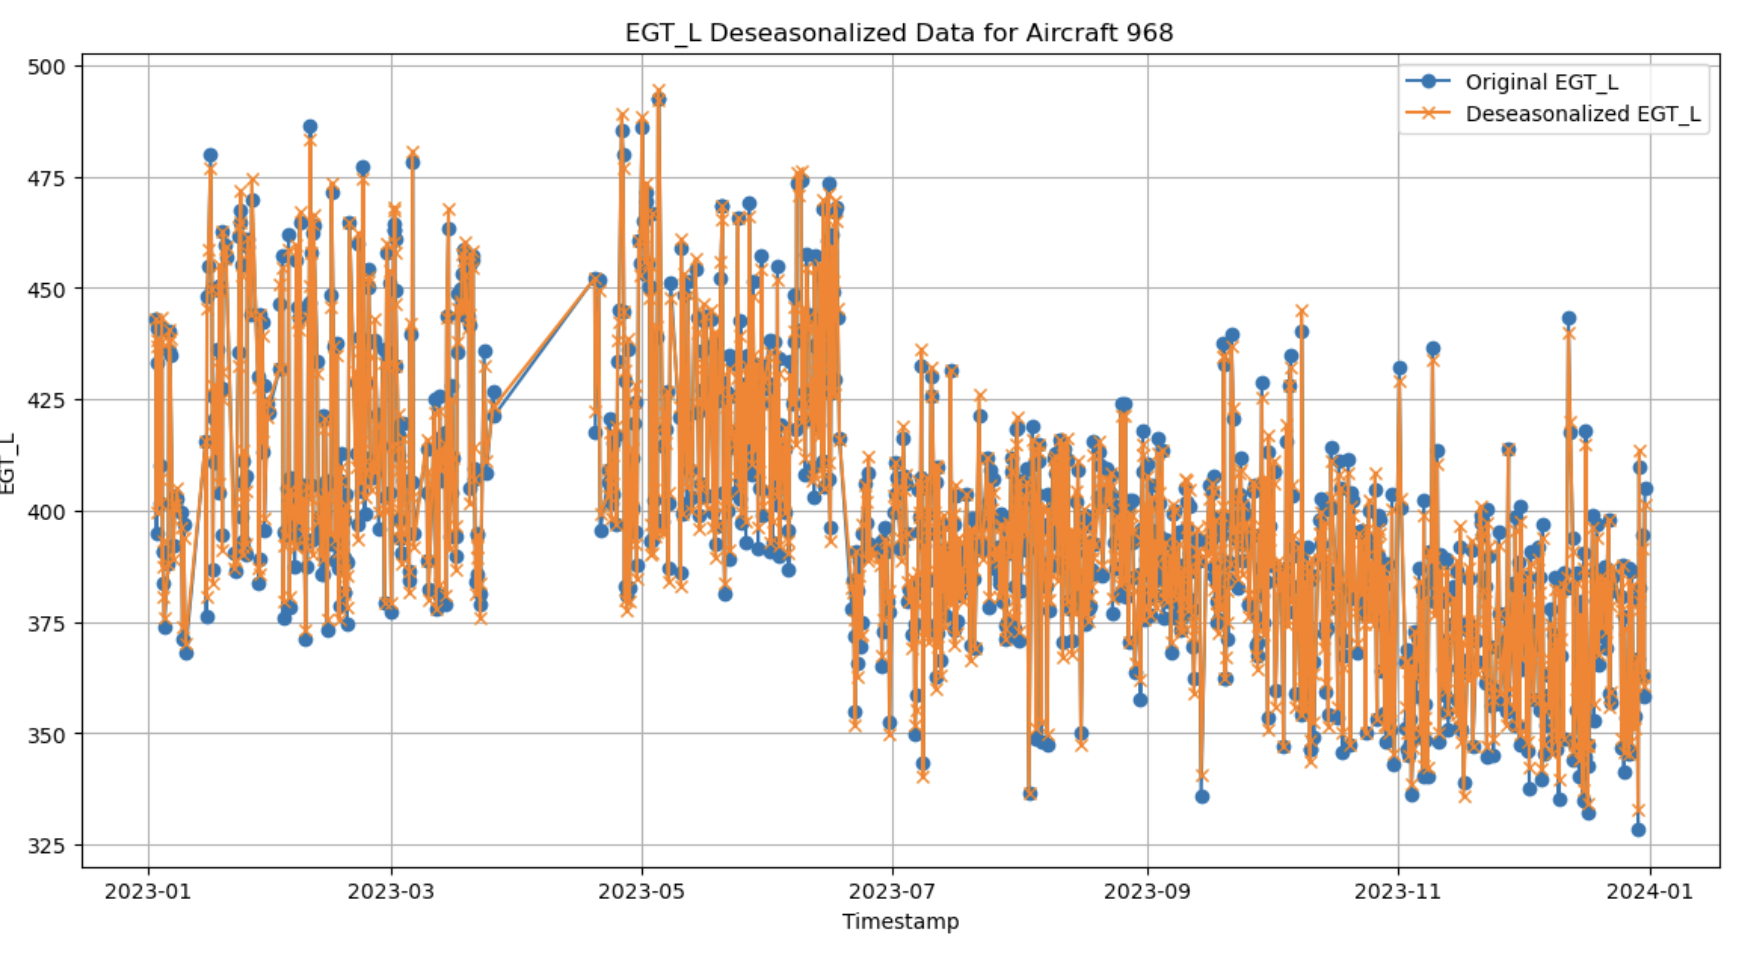 EGT_L Deseasonalized Data for Aircraft 968
Original EGT_L
Deseasonalized EGT_L
EGT_L
500
475
450
425
400
375
350
325
2023-01 2023-03 2023-05 2023-07 2023-09 2023-11 2024-01
Timestamp